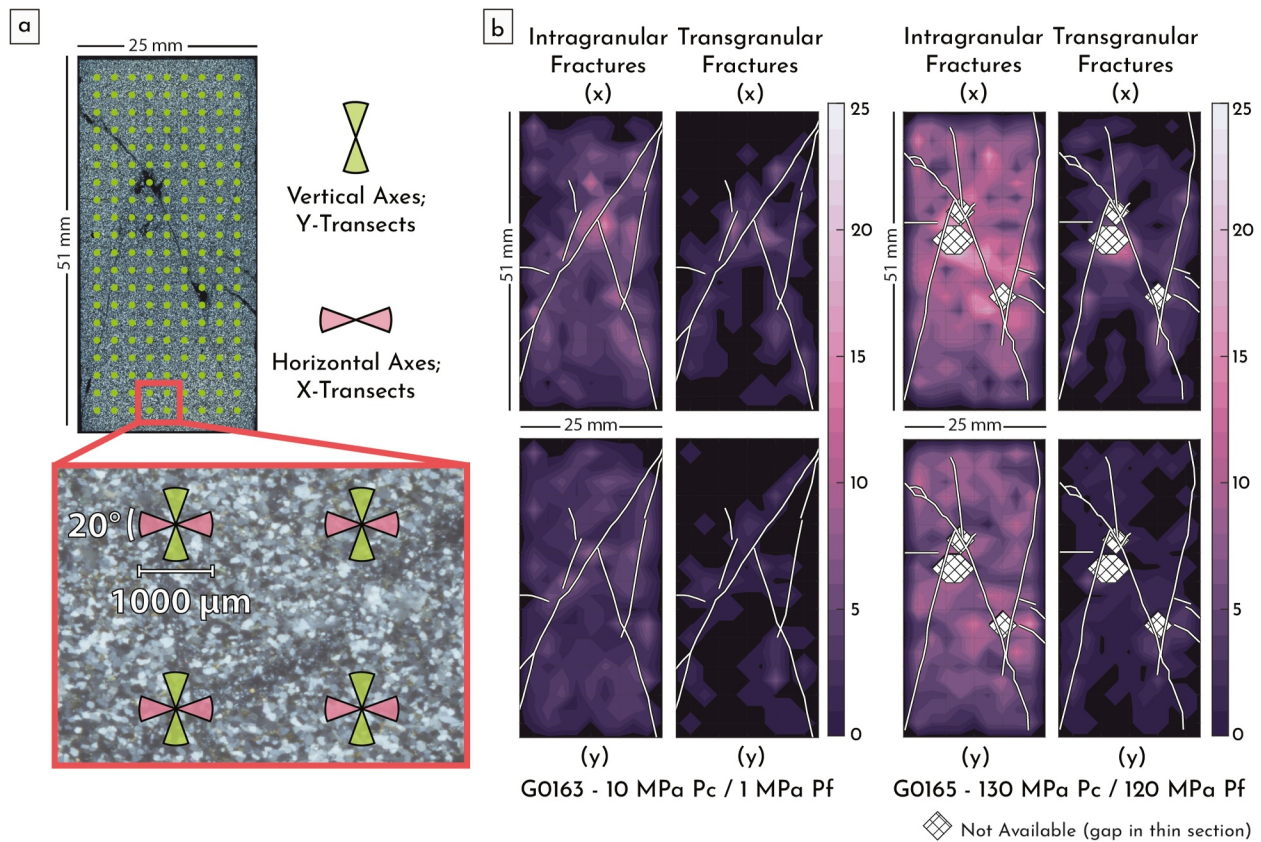 a
25 mm
51 mm
Vertical Axes;
Y-Transects
Horizontal Axes;
X-Transects
20°
1000 µm
b
Intragranular
Fractures
(x)
Transgranular
Fractures
(x)
51 mm
25 mm
25
20
15
10
5
0
(y)
(y)
G0163 - 10 MPa Pc / 1 MPa Pf
Intragranular
Fractures
(x)
Transgranular
Fractures
(x)
51 mm
25 mm
25
20
15
10
5
0
(y)
(y)
G0165 - 130 MPa Pc / 120 MPa Pf
Not Available (gap in thin section)